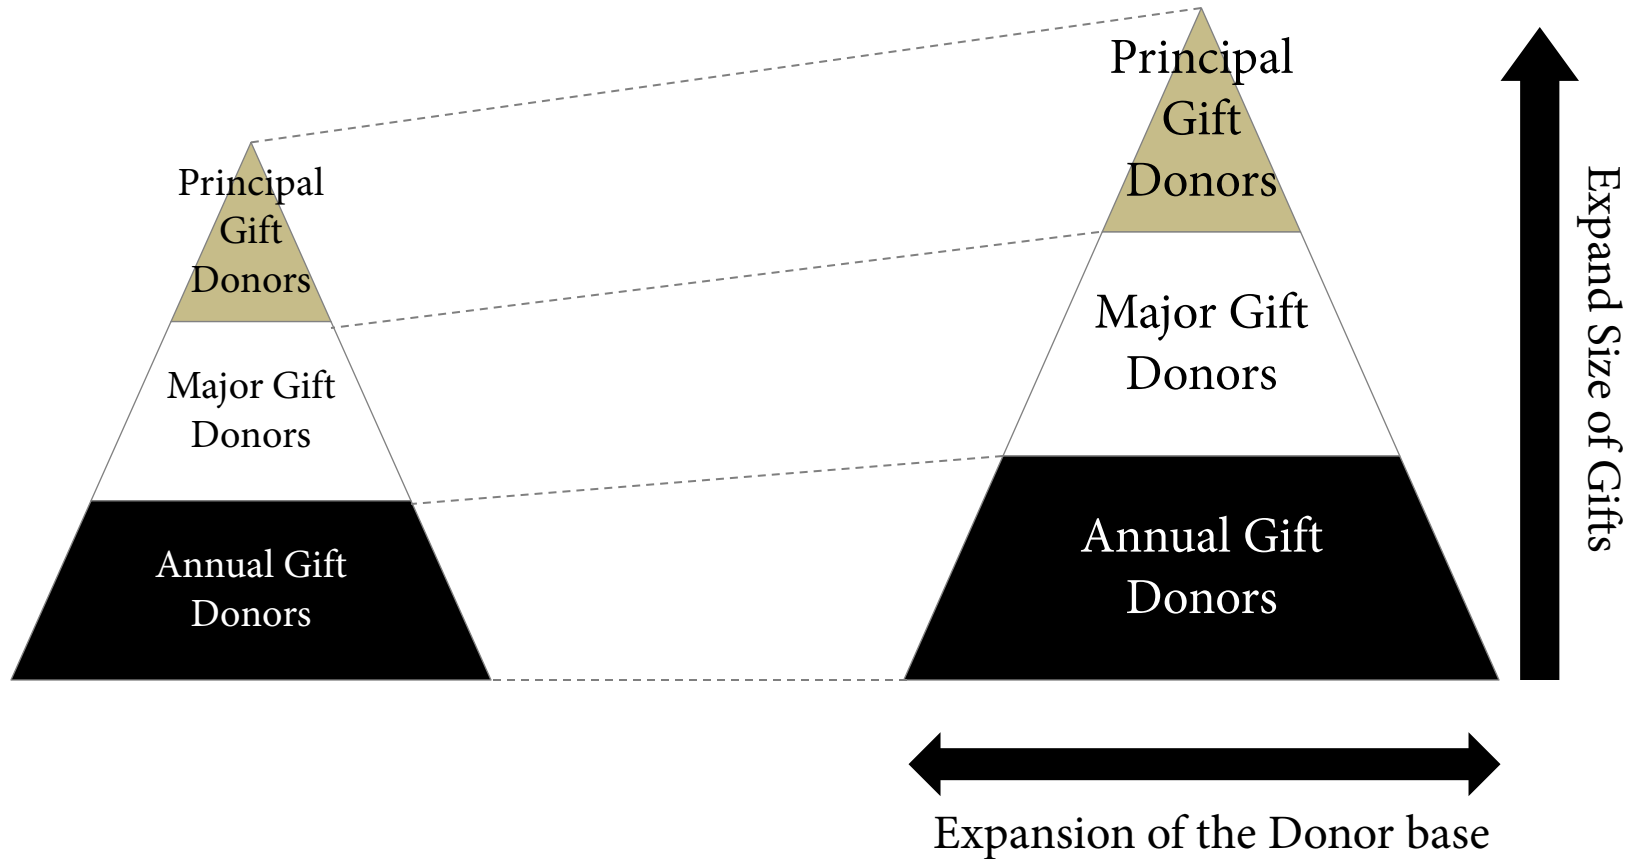 Principal
Gift
Donors
Major Gift
Donors
Annual Gift
Donors
Principal
Gift
Donors
Major Gift
Donors
Annual Gift
Donors
Expand Size of Gifts
Expansion of the Donor base